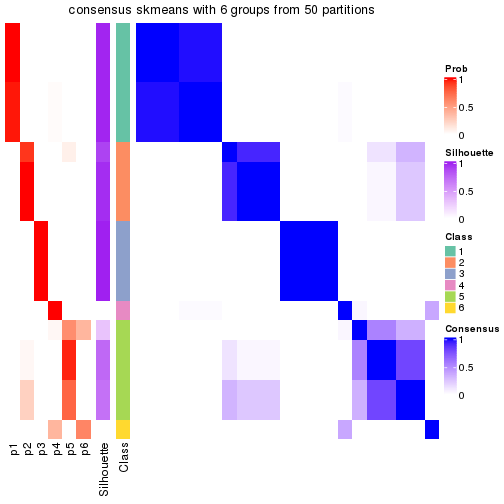 consensus skmeans with 6 groups from 50 partitions
Prob
1
0.5
0
Silhouette
1
0.5
0
Class
1
2
3
4
5
6
Consensus
1
0.5
0
p1
p2
p3
p4
p5
p6
Silhouette
Class